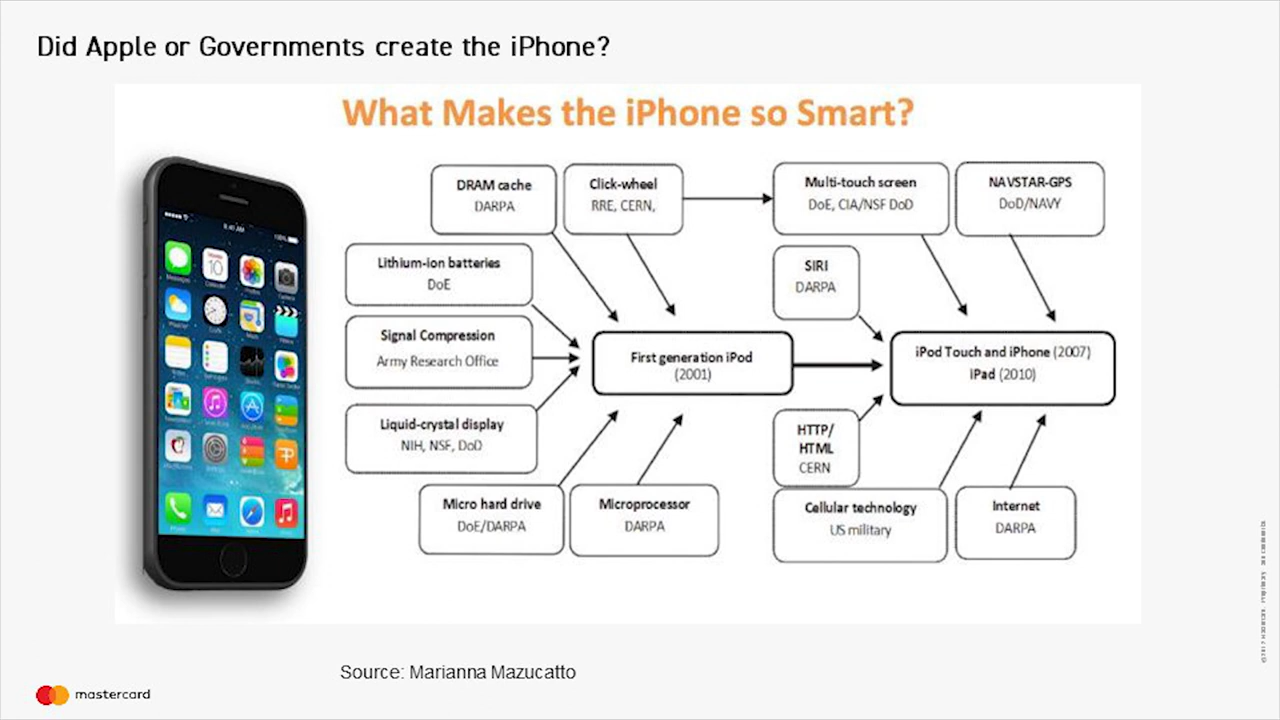 Did Apple or Governments create the iPhone?
What Makes the iPhone so Smart?
DRAM cache
DARPA
Click-wheel
RRE, CERN,
Multi-touch screen
DoE, CIA/NSF DoD
NAVSTAR-GPS
DoD/NAVY
Lithium-ion batteries
DoE
SIRI
DARPA
Signal Compression
Army Research Office
First generation iPod
(2001)
iPod Touch and iPhone (2007)
iPad (2010)
Liquid-crystal display
NIH, NSF, DoD
HTTP/
HTML
CERN
Micro hard drive
DoE/DARPA
Microprocessor
DARPA
Cellular technology
US military
Internet
DARPA
Source: Marianna Mazucatto
mastercard